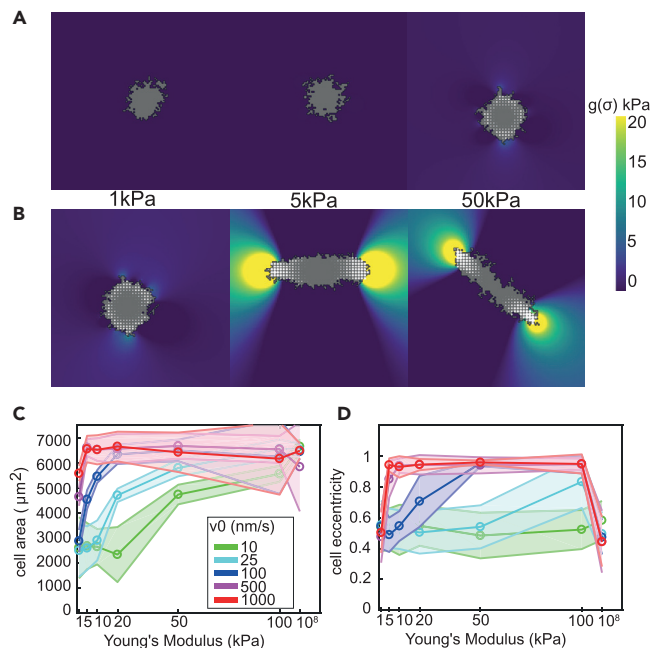 A
g(σ) kPa
20
15
10
5
0
1kPa 5kPa 50kPa
B
C
7000
6000
5000
4000
3000
2000
1000
0
cell area (μm²)
v0 (nm/s)
10
25
100
500
1000
15 10 20 50 100 10⁸
Young's Modulus (kPa)
D
1
0.8
0.6
0.4
0.2
0
cell eccentricity
15 10 20 50 100 10⁸
Young's Modulus (kPa)